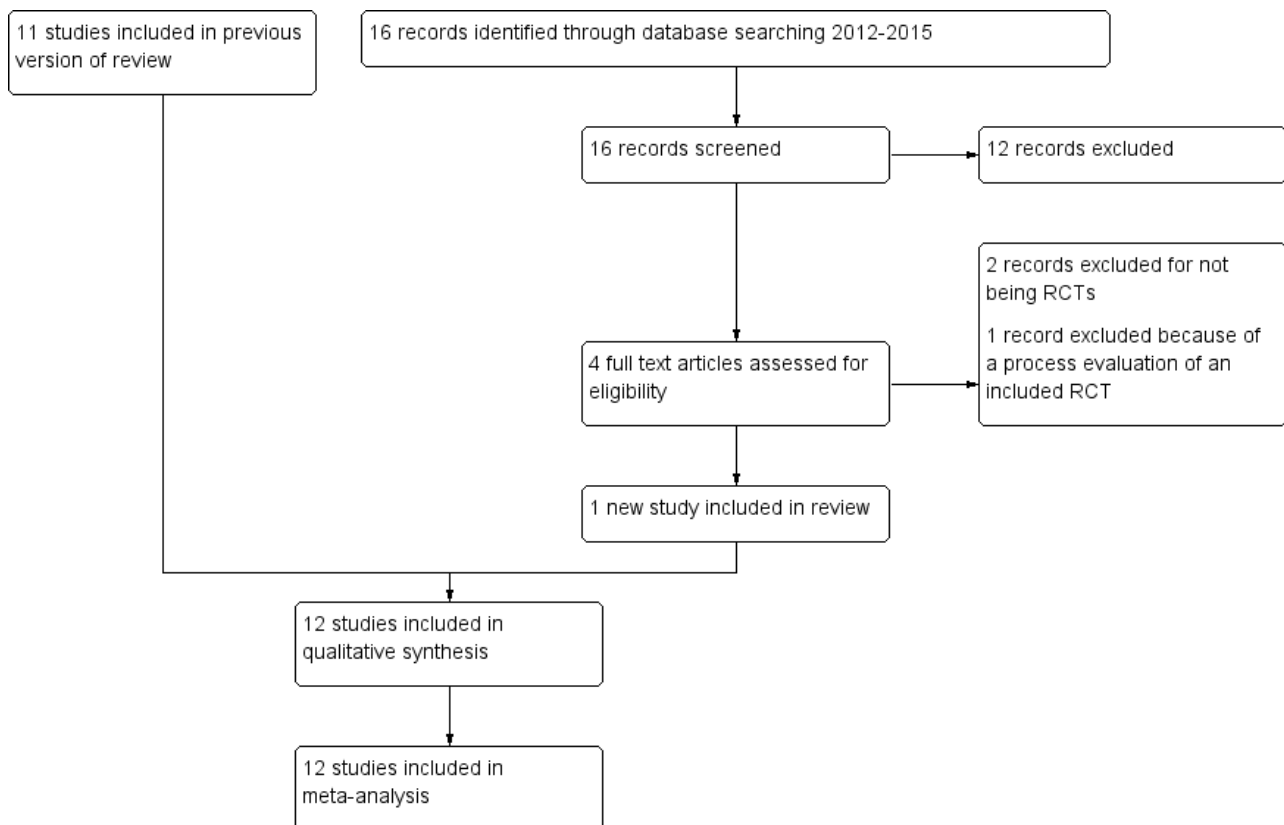 11 studies included in previous
version of review
16 records identified through database searching 2012-2015
16 records screened
12 records excluded
2 records excluded for not
being RCTs
1 record excluded because of
a process evaluation of an
included RCT
4 full text articles assessed for
eligibility
1 new study included in review
12 studies included in
qualitative synthesis
12 studies included in
meta-analysis